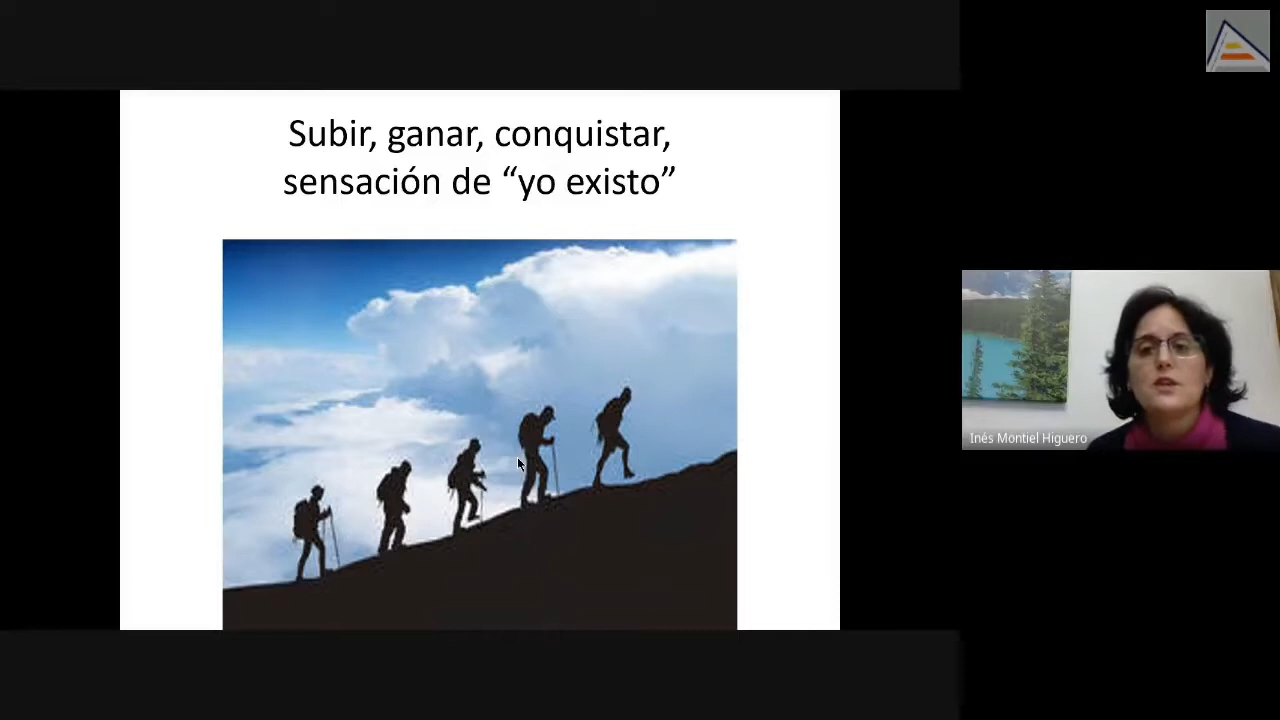 Subir, ganar, conquistar,
sensación de “yo existo”
Inés Montiel Higuero